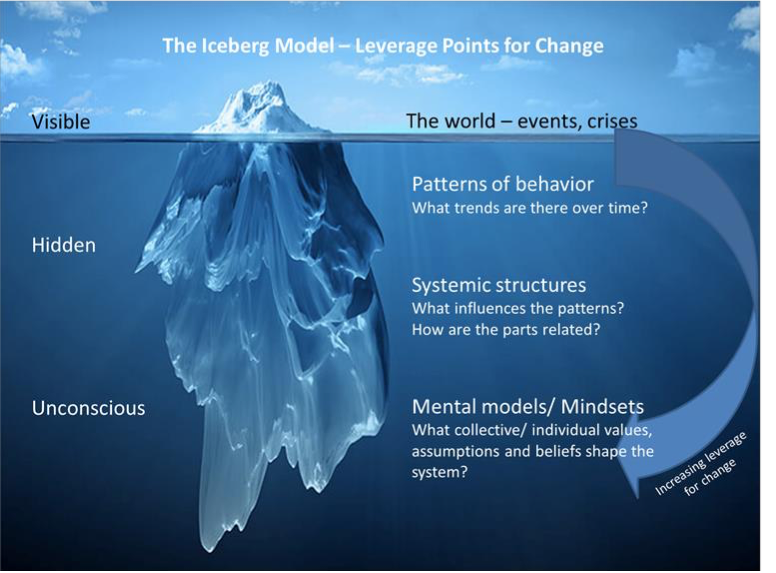 The Iceberg Model – Leverage Points for Change
Visible
The world – events, crises
Patterns of behavior
What trends are there over time?
Hidden
Systemic structures
What influences the patterns?
How are the parts related?
Unconscious
Mental models/ Mindsets
What collective/ individual values,
assumptions and beliefs shape the
system?
Increasing leverage
for change